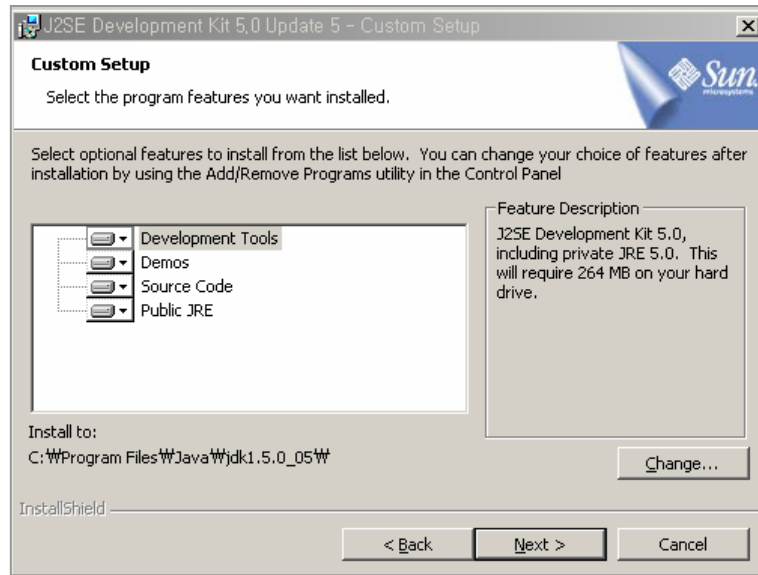 J2SE Development Kit 5.0 Update 5 - Custom Setup
Custom Setup
Select the program features you want installed.
Sun
microsystems
Select optional features to install from the list below. You can change your choice of features after
installation by using the Add/Remove Programs utility in the Control Panel
Development Tools
Demos
Source Code
Public JRE
Feature Description
J2SE Development Kit 5.0,
including private JRE 5.0. This
will require 264 MB on your hard
drive.
Install to:
C:₩Program Files₩Java₩jdk1.5.0_05₩
Change...
InstallShield
< Back
Next >
Cancel